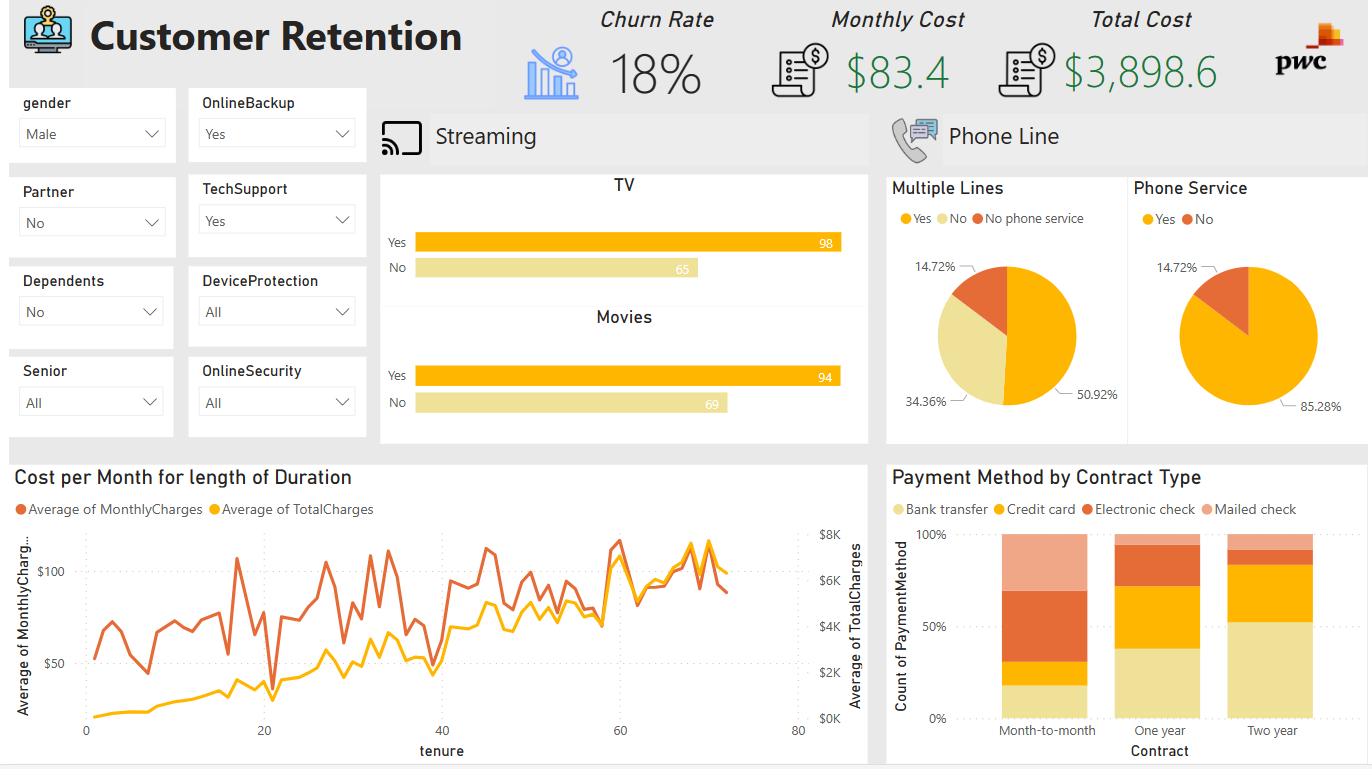 Customer Retention
Churn Rate
18%
Monthly Cost
$83.4
Total Cost
$3,898.6
pwc
gender
Male
OnlineBackup
Yes
Partner
No
TechSupport
Yes
Dependents
No
DeviceProtection
All
Senior
All
OnlineSecurity
All
Streaming
TV
Yes 98
No 65
Movies
Yes 94
No 69
Phone Line
Multiple Lines
Yes No No phone service
14.72%
34.36%
50.92%
Phone Service
Yes No
14.72%
85.28%
Cost per Month for length of Duration
Average of MonthlyCharges Average of TotalCharges
Average of MonthlyCharg...
$100
$50
$8K
$6K
$4K
$2K
$0K
Average of TotalCharges
0 20 40 60 80
tenure
Payment Method by Contract Type
Bank transfer Credit card Electronic check Mailed check
Count of PaymentMethod
100%
50%
0%
Month-to-month One year Two year
Contract